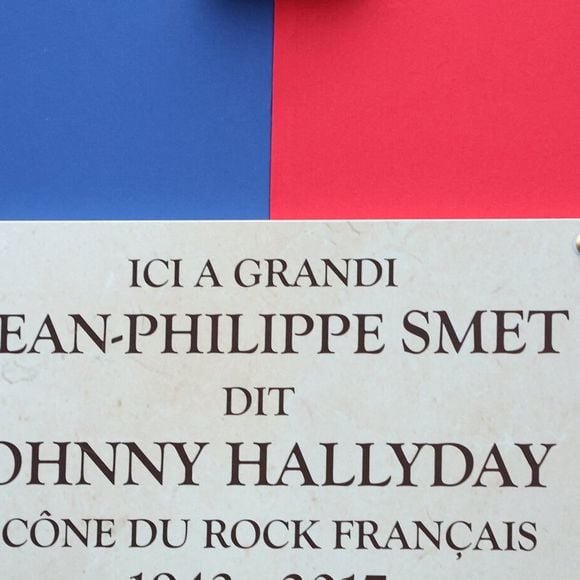 ICI A GRANDI
EAN-PHILIPPE SMET
DIT
OHNNY HALLYDAY
CÔNE DU ROCK FRANÇAIS